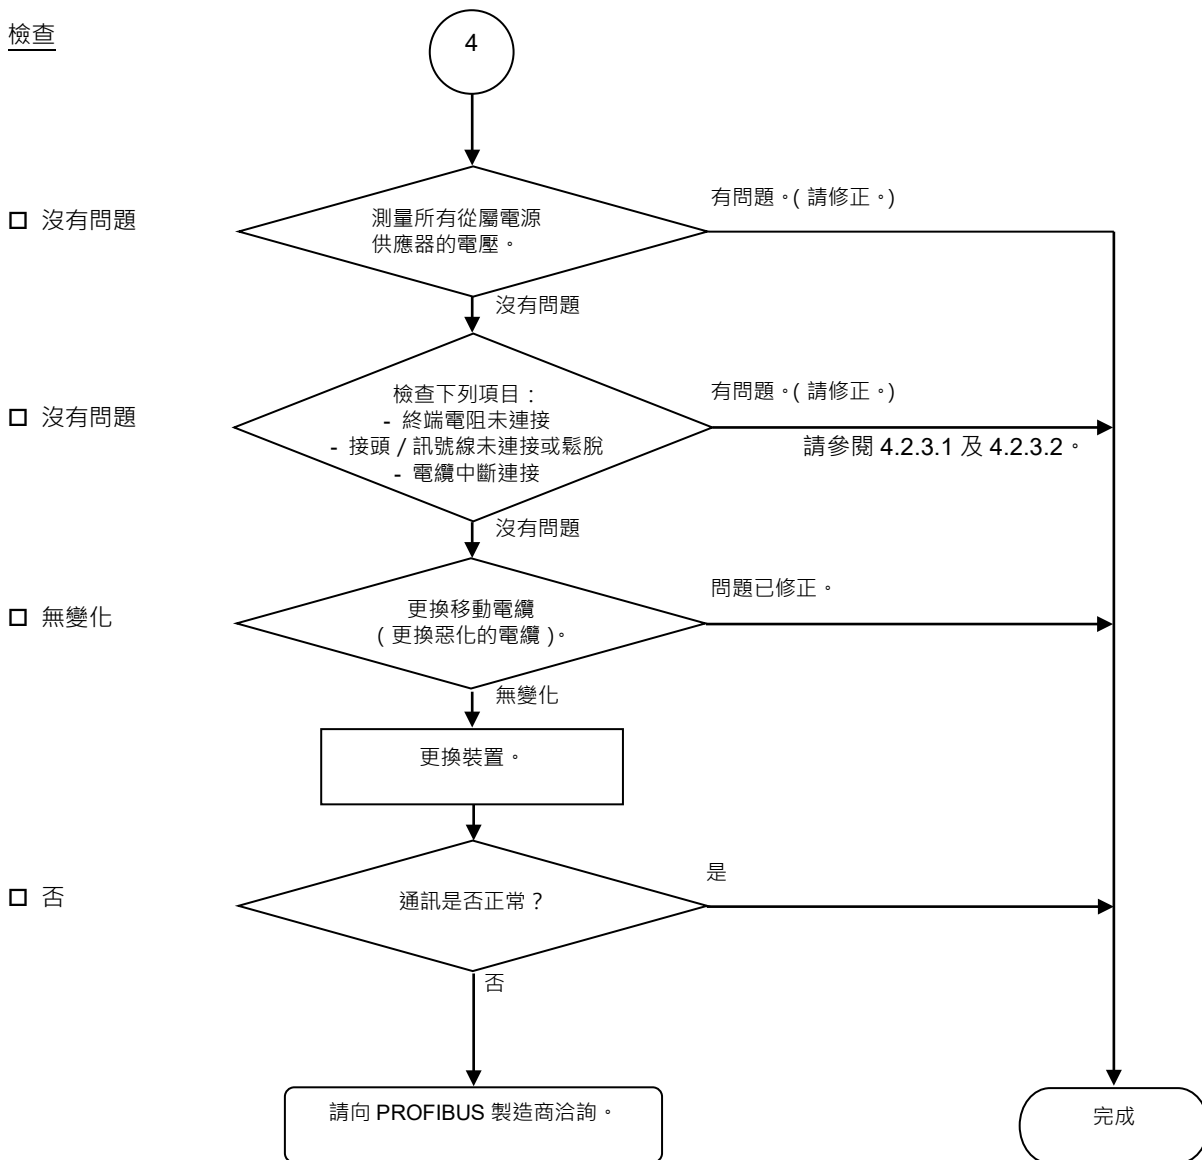 檢查
4
有問題。( 請修正。)
□ 沒有問題
測量所有從屬電源
供應器的電壓。
沒有問題
有問題。( 請修正。)
□ 沒有問題
檢查下列項目:
- 終端電阻未連接
- 接頭 / 訊號線未連接或鬆脫
- 電纜中斷連接
請參閱 4.2.3.1 及 4.2.3.2。
沒有問題
問題已修正。
□ 無變化
更換移動電纜
( 更換惡化的電纜 )。
無變化
更換裝置。
是
□ 否
通訊是否正常?
否
請向 PROFIBUS 製造商洽詢。
完成